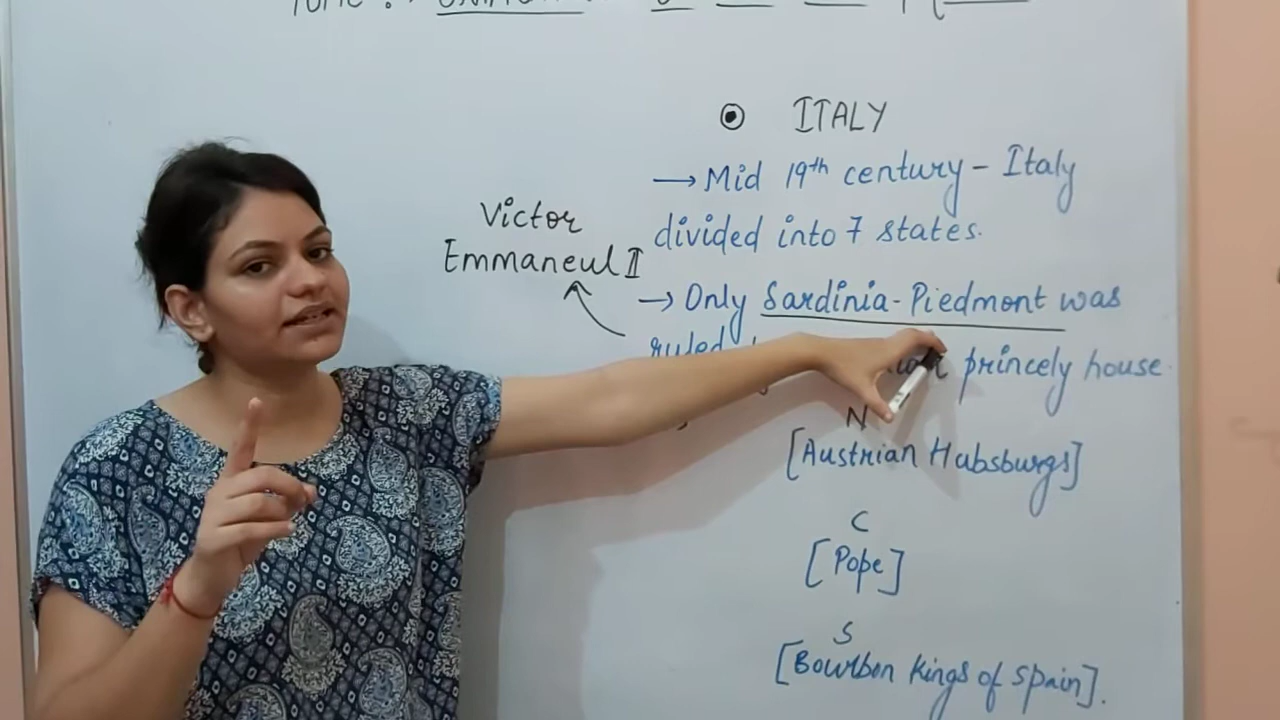 ITALY
→ Mid 19th century - Italy
divided into 7 states.
Victor
Emmaneul II
→ Only Sardinia-Piedmont was
ruled princely house
N
[Austrian Habsburgs]
C
[Pope]
S
[Bourbon kings of Spain].